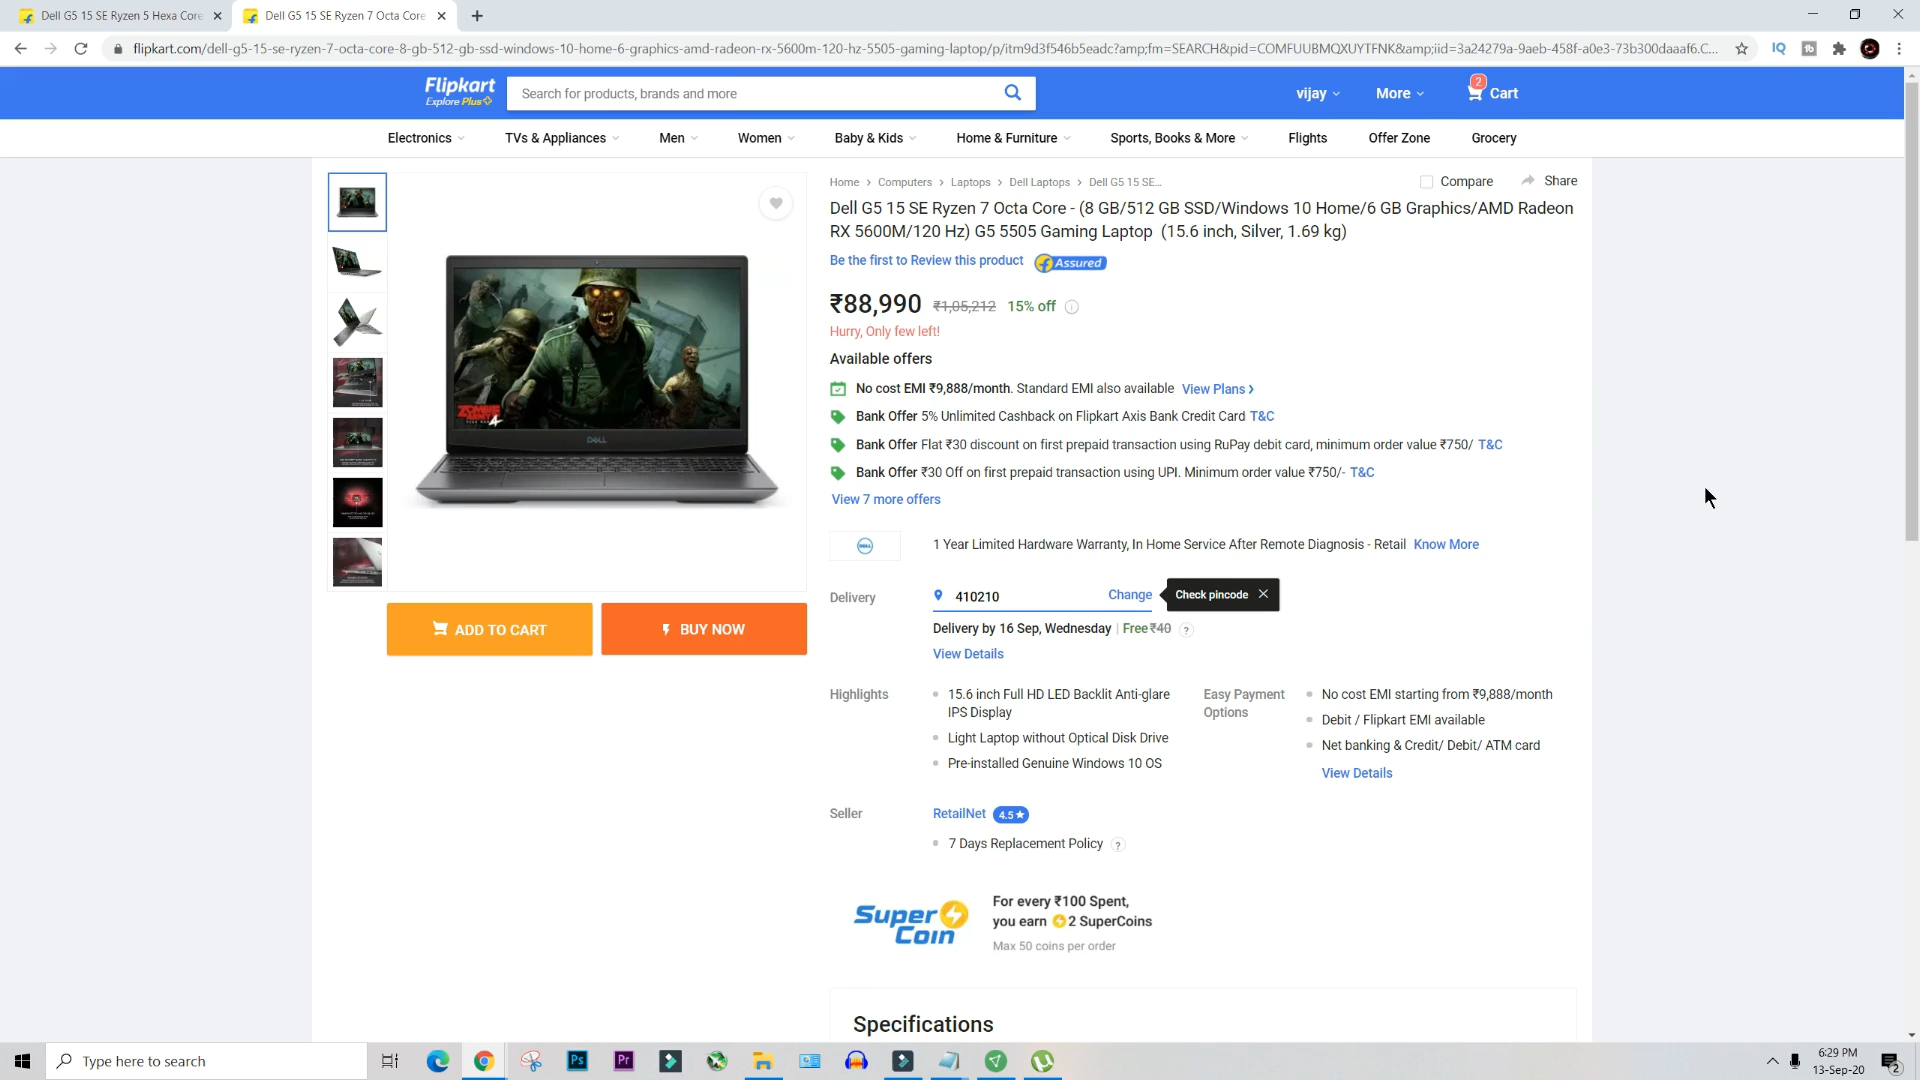 Dell G5 15 SE Ryzen 5 Hexa Core
Dell G5 15 SE Ryzen 7 Octa Core
flipkart.com/dell-g5-15-se-ryzen-7-octa-core-8-gb-512-gb-ssd-windows-10-home-6-graphics-amd-radeon-rx-5600m-120-hz-5505-gaming-laptop/p/itm9d3f546b5eadc?amp;fm=SEARCH&pid=COMFUUBMQXUYTFNK&amp;iid=3a24279a-9aeb-458f-a0e3-73b300daaaf6.C...
IQ
Flipkart
Explore Plus
Search for products, brands and more
vijay
More
2
Cart
Electronics
TVs & Appliances
Men
Women
Baby & Kids
Home & Furniture
Sports, Books & More
Flights
Offer Zone
Grocery
Home > Computers > Laptops > Dell Laptops > Dell G5 15 SE...
Compare
Share
Dell G5 15 SE Ryzen 7 Octa Core - (8 GB/512 GB SSD/Windows 10 Home/6 GB Graphics/AMD Radeon
RX 5600M/120 Hz) G5 5505 Gaming Laptop (15.6 inch, Silver, 1.69 kg)
Be the first to Review this product
Assured
₹88,990 ₹1,05,212 15% off
Hurry, Only few left!
Available offers
No cost EMI ₹9,888/month. Standard EMI also available View Plans >
Bank Offer 5% Unlimited Cashback on Flipkart Axis Bank Credit Card T&C
Bank Offer Flat ₹30 discount on first prepaid transaction using RuPay debit card, minimum order value ₹750/ T&C
Bank Offer ₹30 Off on first prepaid transaction using UPI. Minimum order value ₹750/- T&C
View 7 more offers
ZOMBIE ARMY 4
DELL
DELL
1 Year Limited Hardware Warranty, In Home Service After Remote Diagnosis - Retail Know More
Delivery
410210
Change
Check pincode
Delivery by 16 Sep, Wednesday | Free ₹40 ?
View Details
ADD TO CART
BUY NOW
Highlights
15.6 inch Full HD LED Backlit Anti-glare
IPS Display
Light Laptop without Optical Disk Drive
Pre-installed Genuine Windows 10 OS
Easy Payment
Options
No cost EMI starting from ₹9,888/month
Debit / Flipkart EMI available
Net banking & Credit/ Debit/ ATM card
View Details
Seller
RetailNet 4.5★
7 Days Replacement Policy ?
Super
Coin
For every ₹100 Spent,
you earn 2 SuperCoins
Max 50 coins per order
Specifications
Type here to search
Ps
Pr
6:29 PM
13-Sep-20
2